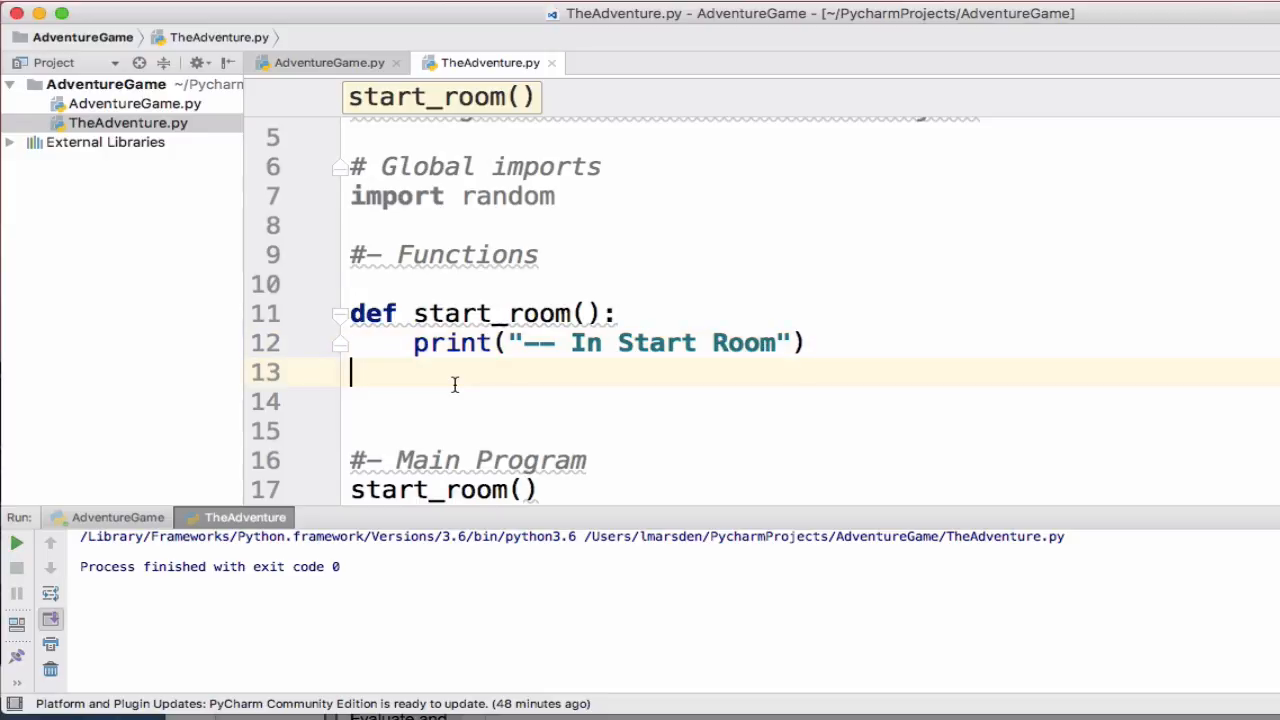 TheAdventure.py - AdventureGame - [~/PycharmProjects/AdventureGame]
AdventureGame TheAdventure.py
Project AdventureGame.py TheAdventure.py
AdventureGame ~/Pycharm
AdventureGame.py
TheAdventure.py
External Libraries
start_room()
5
6 # Global imports
7 import random
8
9 #- Functions
10
11 def start_room():
12 print("-- In Start Room")
13
14
15
16 #- Main Program
17 start_room()
Run: AdventureGame TheAdventure
/Library/Frameworks/Python.framework/Versions/3.6/bin/python3.6 /Users/lmarsden/PycharmProjects/AdventureGame/TheAdventure.py
Process finished with exit code 0
Platform and Plugin Updates: PyCharm Community Edition is ready to update. (48 minutes ago)
Evaluate and